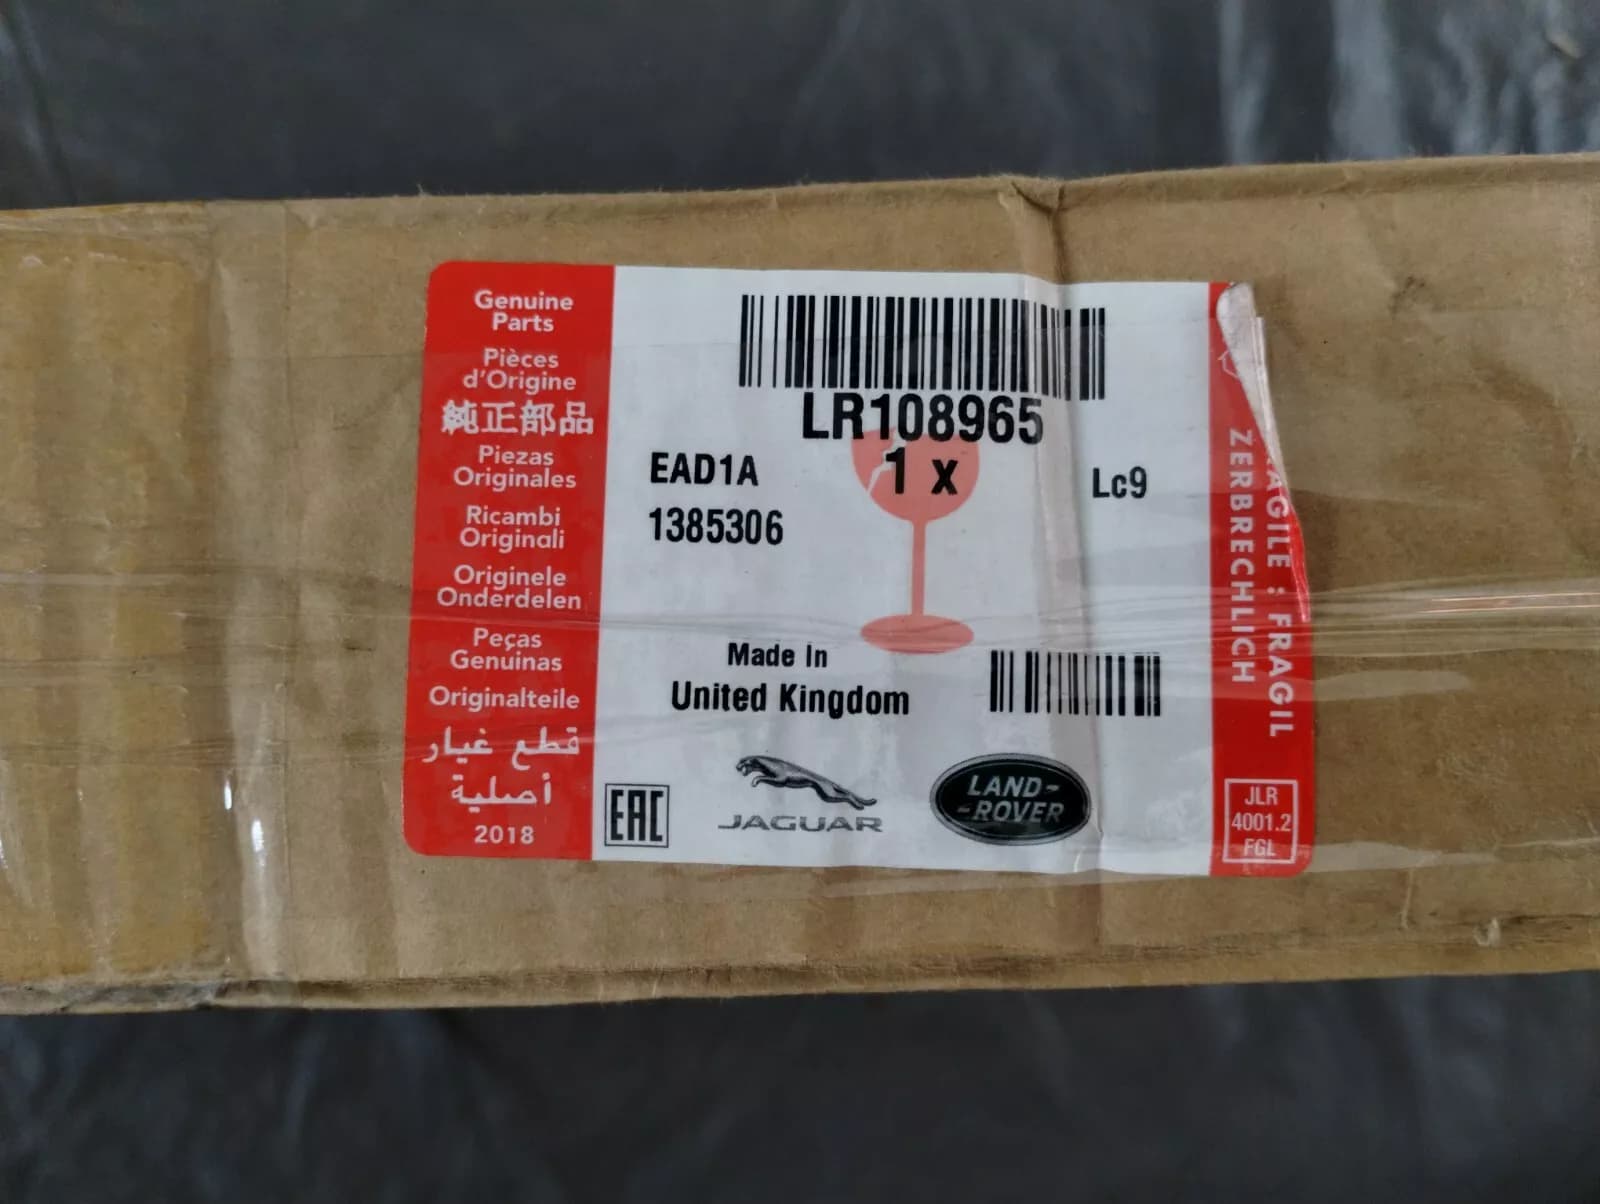 Genuine
Parts
Pièces
d'Origine
純正部品
Piezas
Originales
Ricambi
Originali
Originele
Onderdelen
Peças
Genuinas
Originalteile
قطع غيار
أصلية
2018
LR108965
EAD1A
1 x
Lc9
1385306
Made in
United Kingdom
EAC
JAGUAR
LAND-
-ROVER
FRAGIL
ZERBRECHLICH
JLR
4001.2
FGL